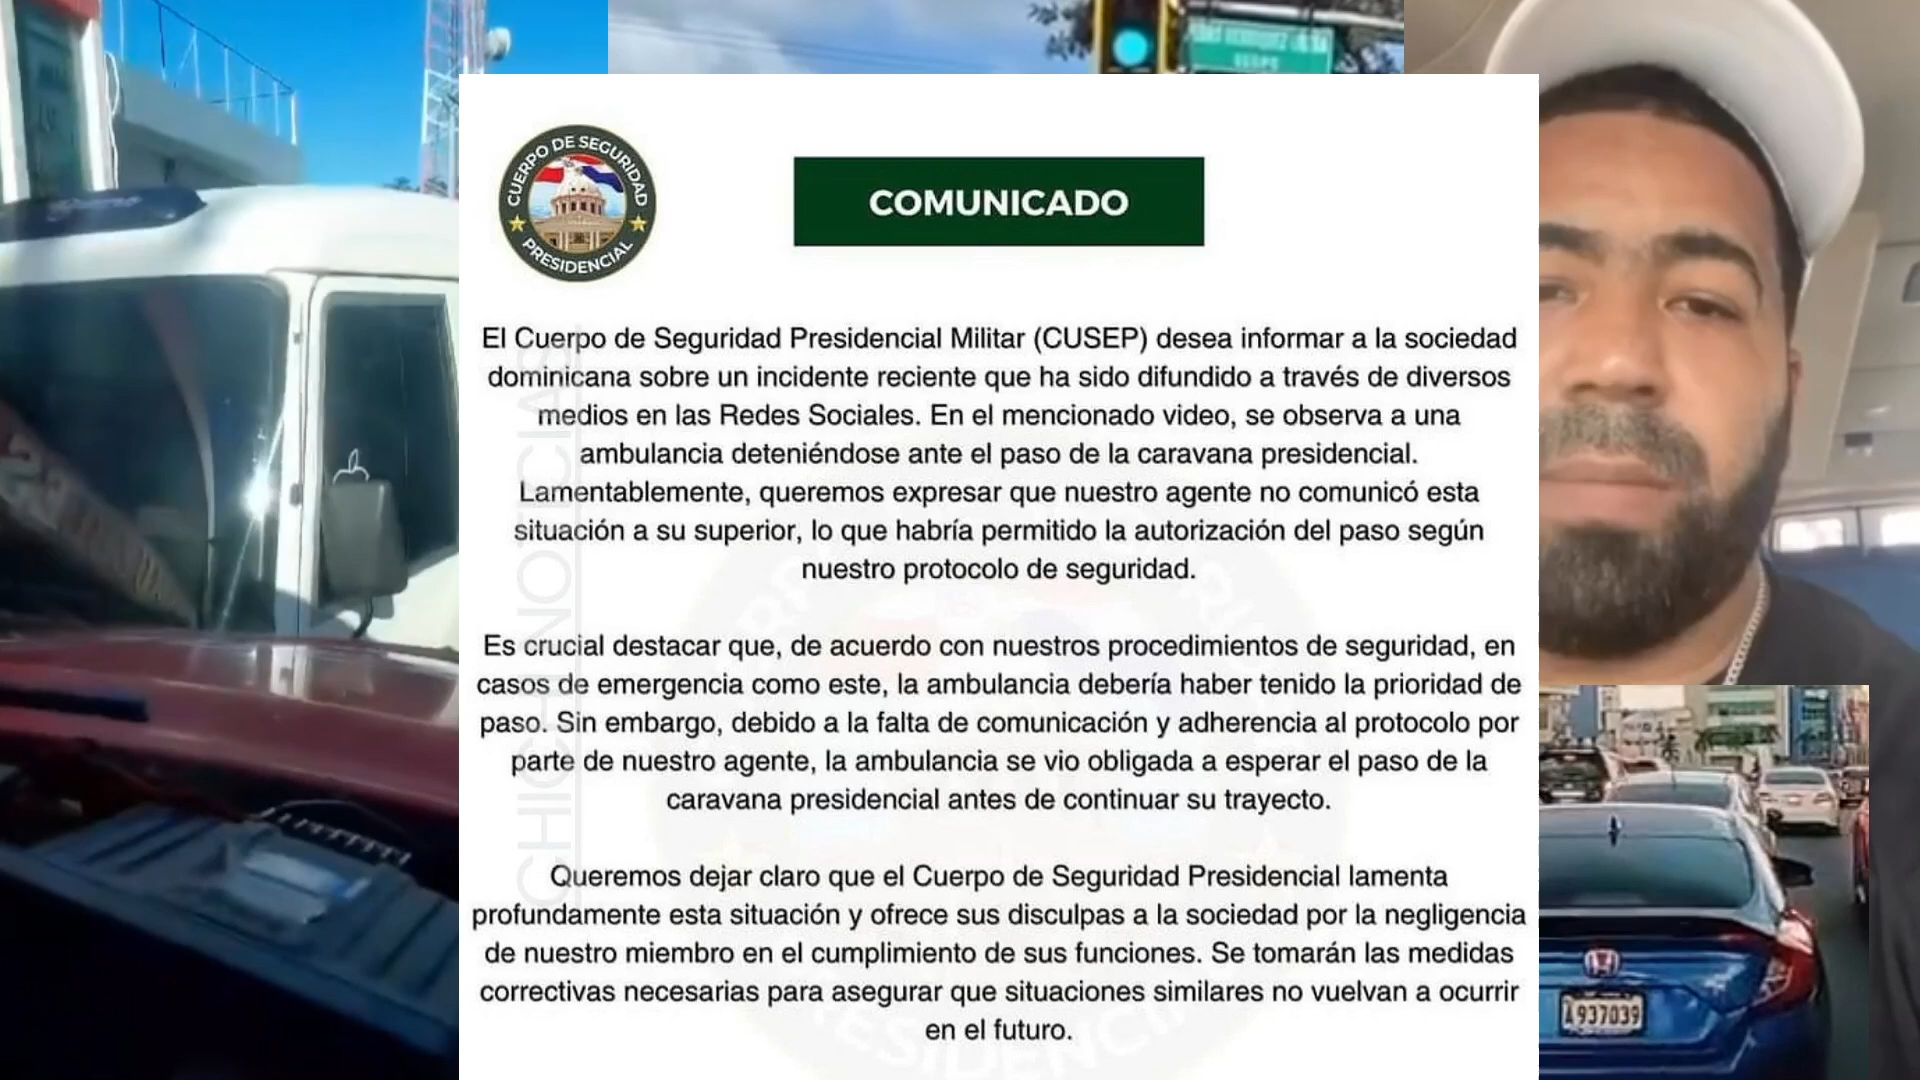 CUERPO DE SEGURIDAD
PRESIDENCIAL
COMUNICADO
El Cuerpo de Seguridad Presidencial Militar (CUSEP) desea informar a la sociedad
dominicana sobre un incidente reciente que ha sido difundido a través de diversos
medios en las Redes Sociales. En el mencionado video, se observa a una
ambulancia deteniéndose ante el paso de la caravana presidencial.
Lamentablemente, queremos expresar que nuestro agente no comunicó esta
situación a su superior, lo que habría permitido la autorización del paso según
nuestro protocolo de seguridad.
Es crucial destacar que, de acuerdo con nuestros procedimientos de seguridad, en
casos de emergencia como este, la ambulancia debería haber tenido la prioridad de
paso. Sin embargo, debido a la falta de comunicación y adherencia al protocolo por
parte de nuestro agente, la ambulancia se vio obligada a esperar el paso de la
caravana presidencial antes de continuar su trayecto.
Queremos dejar claro que el Cuerpo de Seguridad Presidencial lamenta
profundamente esta situación y ofrece sus disculpas a la sociedad por la negligencia
de nuestro miembro en el cumplimiento de sus funciones. Se tomarán las medidas
correctivas necesarias para asegurar que situaciones similares no vuelvan a ocurrir
en el futuro.
CHICHINOTICIAS
A937039